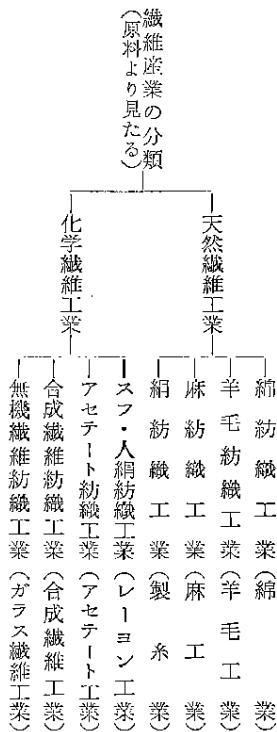 繊維産業の分類
(原料より見たる)
天然繊維工業
綿紡織工業(綿業)
羊毛紡織工業(羊毛工業)
麻紡織工業(麻工業)
絹紡織工業(製糸業)
化学繊維工業
スフ・人絹紡織工業(レーヨン工業)
アセテート紡織工業(アセテート工業)
合成繊維紡織工業(合成繊維工業)
無機繊維紡織工業(ガラス繊維工業)